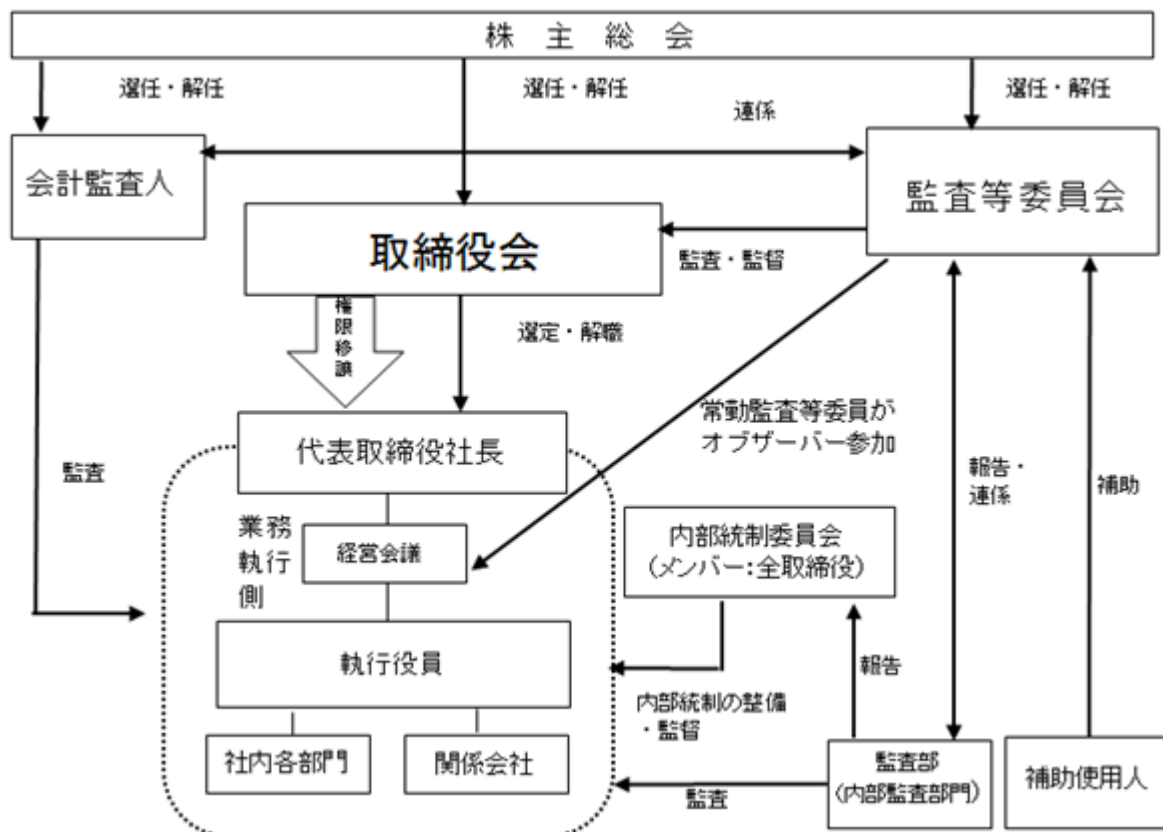 株主総会
選任・解任
選任・解任
選任・解任
連係
会計監査人
監査等委員会
取締役会
監査・監督
権限移譲
選定・解職
常勤監査等委員が
オブザーバー参加
代表取締役社長
監査
報告・
連係
補助
業務
執行
側
経営会議
内部統制委員会
(メンバー:全取締役)
執行役員
報告
内部統制の整備
・監督
社内各部門
関係会社
監査部
(内部監査部門)
補助使用人
監査